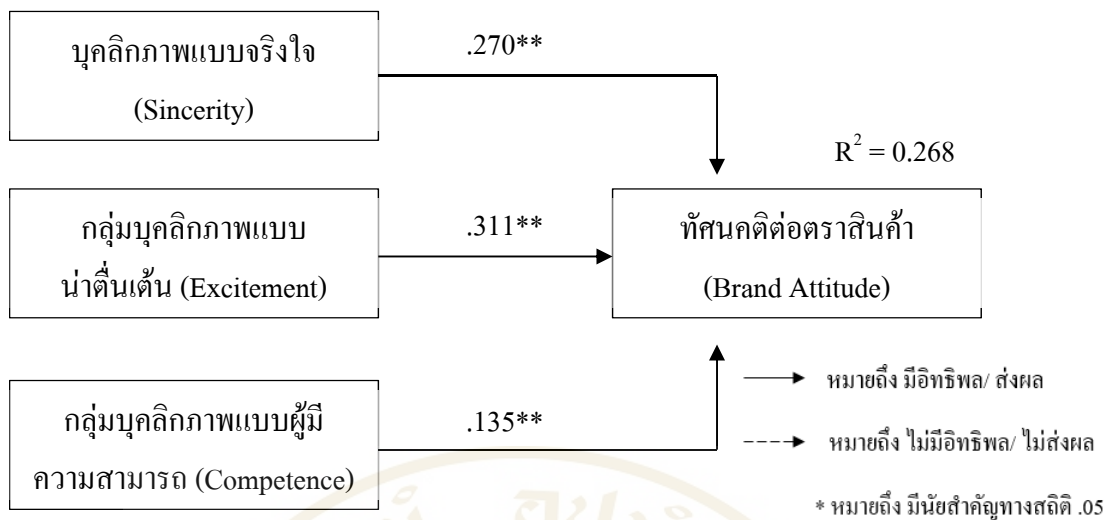 บุคลิกภาพแบบจริงใจ
(Sincerity)
.270**
R² = 0.268
กลุ่มบุคลิกภาพแบบ
น่าตื่นเต้น (Excitement)
.311**
ทัศนคติต่อตราสินค้า
(Brand Attitude)
กลุ่มบุคลิกภาพแบบผู้มี
ความสามารถ (Competence)
.135**
หมายถึง มีอิทธิพล/ ส่งผล
หมายถึง ไม่มีอิทธิพล/ ไม่ส่งผล
* หมายถึง มีนัยสำคัญทางสถิติ .05